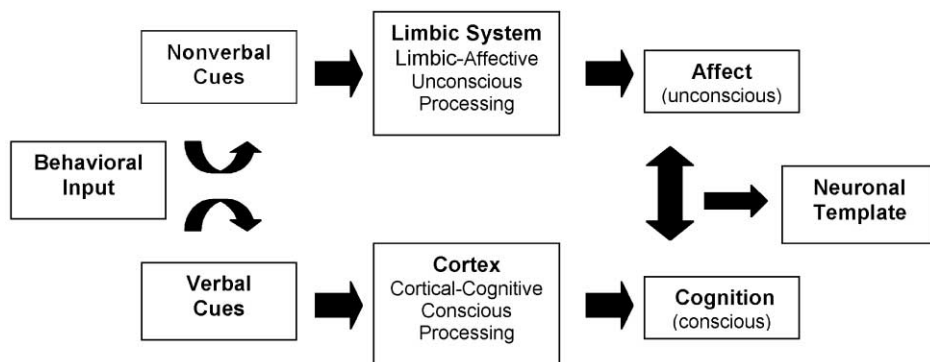 Nonverbal
Cues
Limbic System
Limbic-Affective
Unconscious
Processing
Affect
(unconscious)
Behavioral
Input
Neuronal
Template
Verbal
Cues
Cortex
Cortical-Cognitive
Conscious
Processing
Cognition
(conscious)